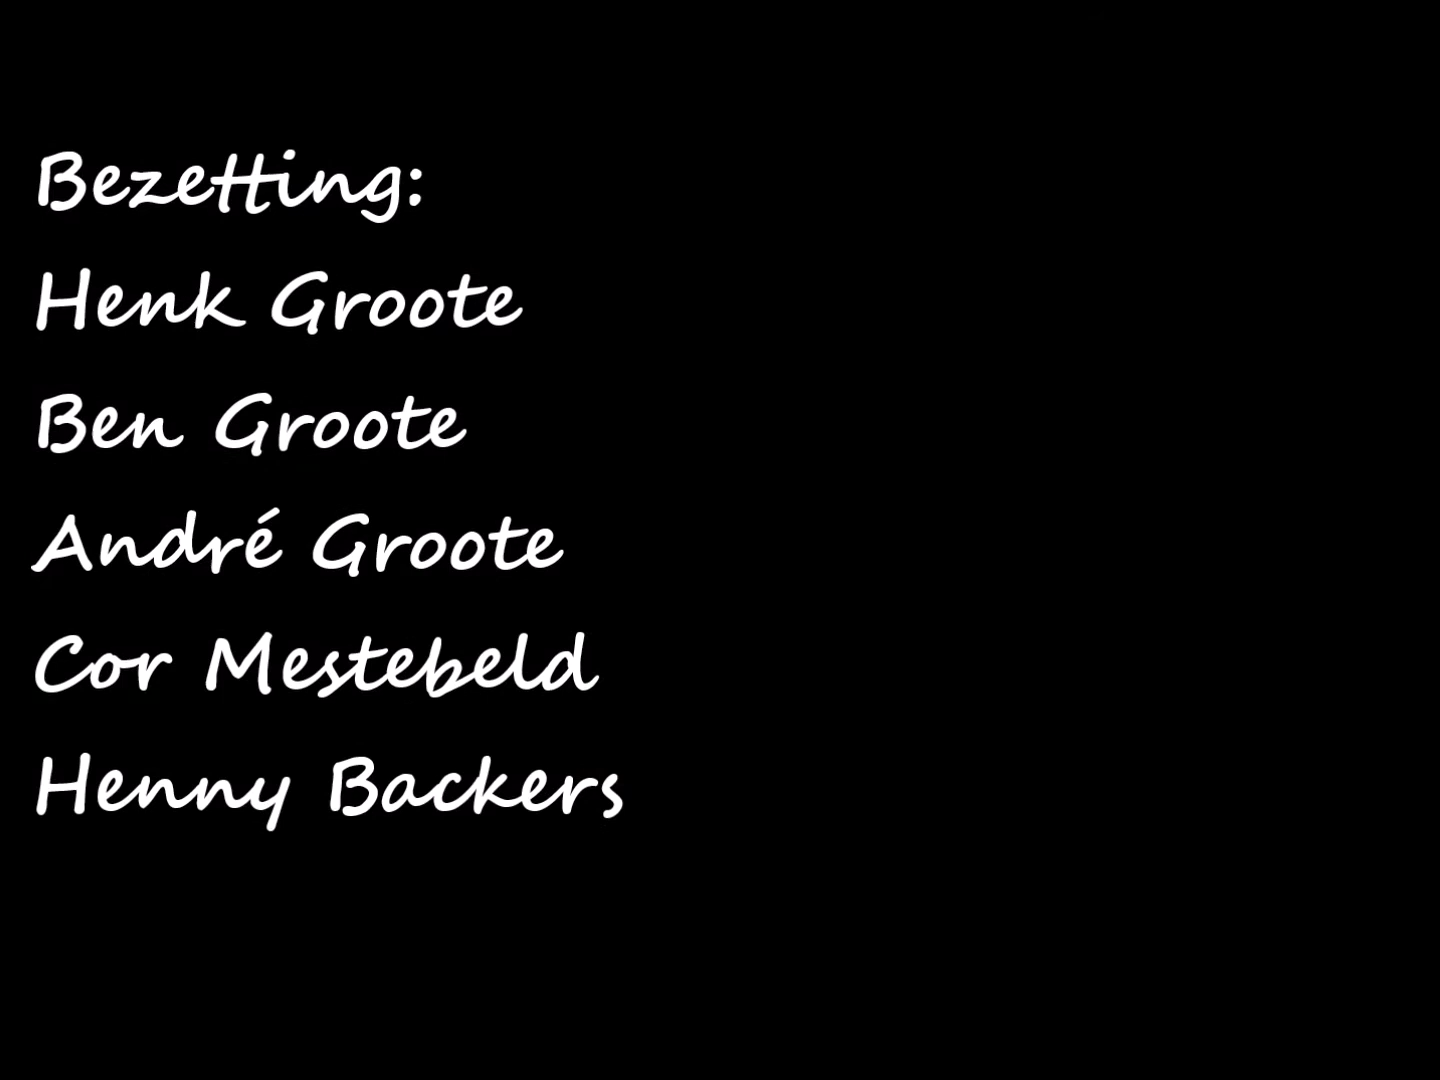 Bezetting:
Henk Groote
Ben Groote
André Groote
Cor Mestebeld
Henny Backers